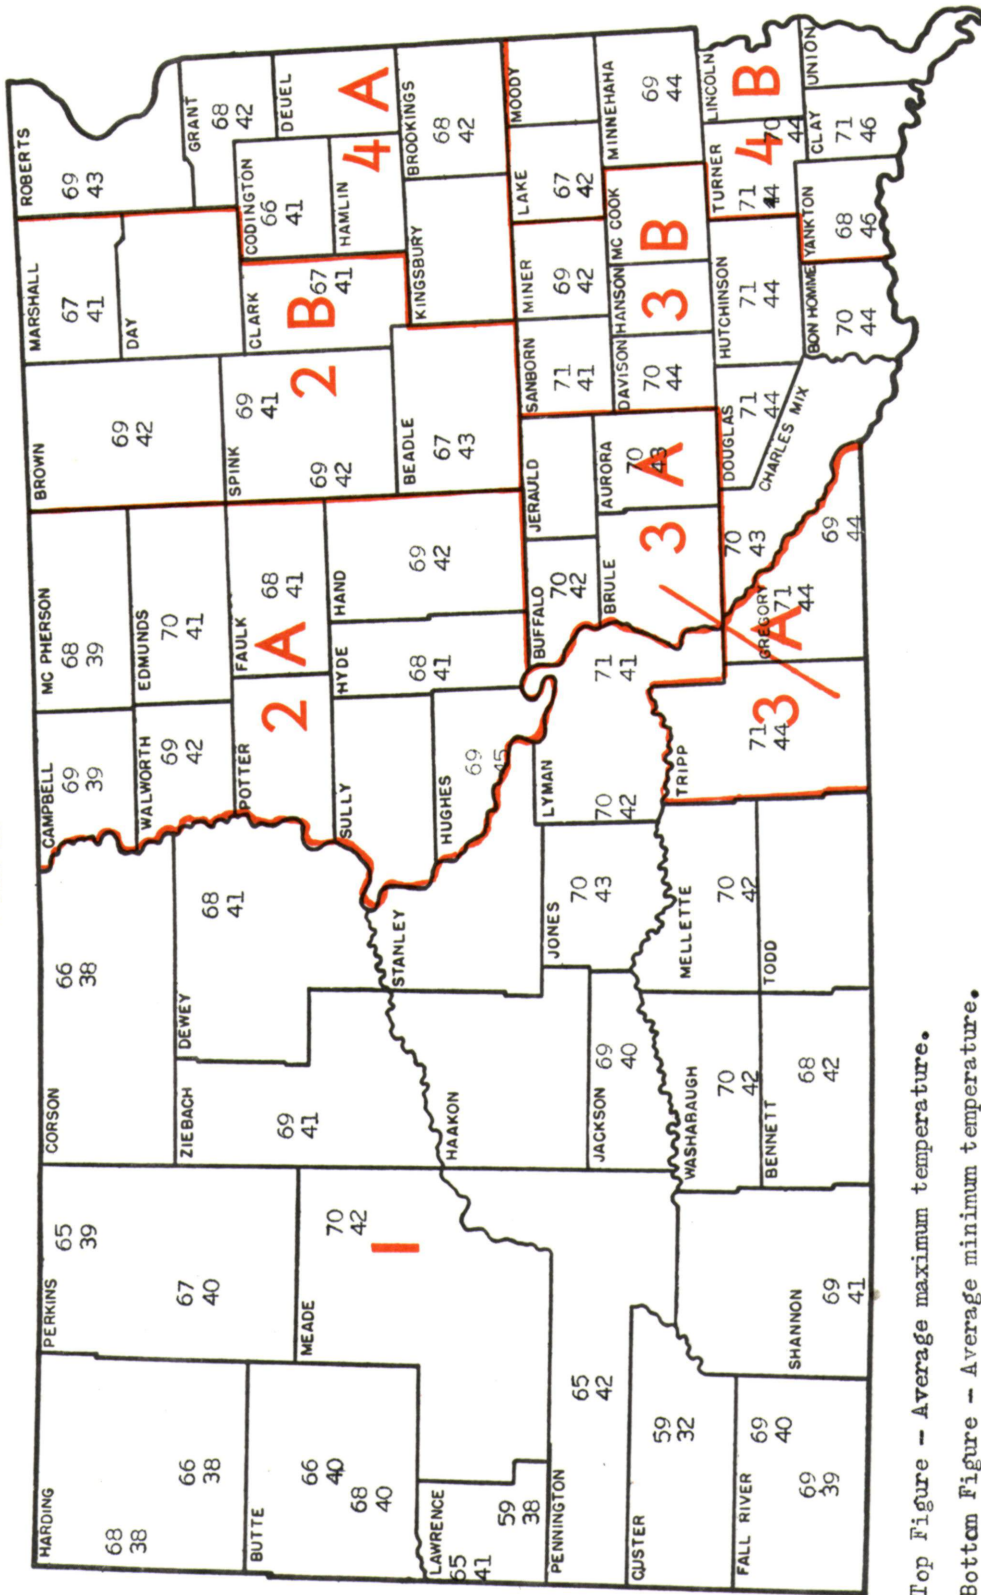 HARDING
68
38
66
38
PERKINS
65
39
67
40
CORSON
66
38
CAMPBELL
69
39
MC PHERSON
68
39
BROWN
69
42
MARSHALL
67
41
ROBERTS
69
43
DAY
GRANT
68
42
BUTTE
66
40
68
40
MEADE
70
42
1
ZIEBACH
69
41
DEWEY
68
41
WALWORTH
69
42
EDMUNDS
70
41
POTTER
2
FAULK
A
68
41
SPINK
69
41
69
42
2
CLARK
B
67
41
CODINGTON
66
41
HAMLIN
4
DEUEL
A
LAWRENCE
65
41
59
38
HAAKON
STANLEY
SULLY
HYDE
68
41
HAND
69
42
BEADLE
67
43
KINGSBURY
BROOKINGS
68
42
HUGHES
69
45
PENNINGTON
65
42
JACKSON
69
40
JONES
70
43
LYMAN
70
42
71
41
BUFFALO
70
42
JERAULD
SANBORN
71
41
MINER
69
42
LAKE
67
42
MOODY
BRULE
3
AURORA
70
43
A
DAVISON
70
44
HANSON
3
MC COOK
B
MINNEHAHA
69
44
CUSTER
59
32
SHANNON
69
41
WASHABAUGH
70
42
MELLETTE
70
42
TRIPP
71
44
3
GREGORY
71
44
A
70
43
69
44
DOUGLAS
71
44
CHARLES MIX
HUTCHINSON
71
44
TURNER
71
44
4
70
44
LINCOLN
B
FALL RIVER
69
40
69
39
BENNETT
68
42
TODD
BON HOMME
70
44
YANKTON
68
46
CLAY
71
46
UNION
Top Figure -- Average maximum temperature.
Bottom Figure - Average minimum temperature.